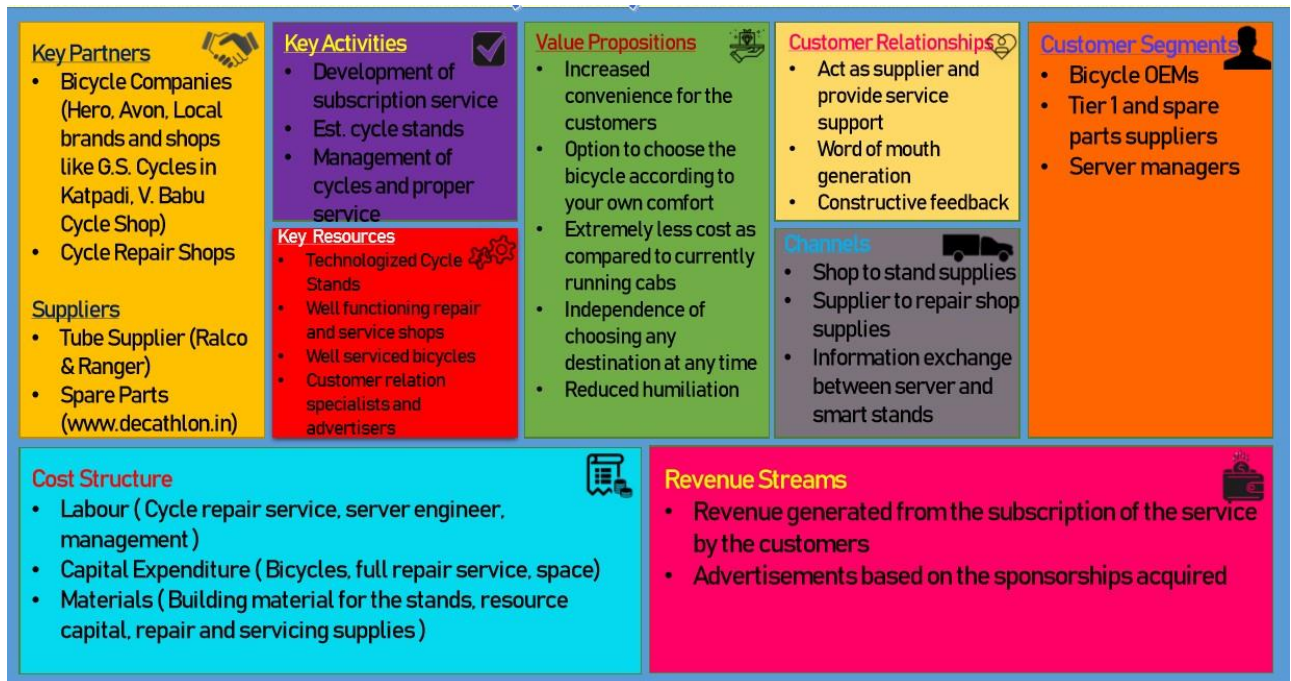 Key Partners
• Bicycle Companies
(Hero, Avon, Local
brands and shops
like G.S. Cycles in
Katpadi, V. Babu
Cycle Shop)
• Cycle Repair Shops
Suppliers
• Tube Supplier (Ralco
& Ranger)
• Spare Parts
(www.decathlon.in)
Key Activities
• Development of
subscription service
• Est. cycle stands
• Management of
cycles and proper
service
Key Resources
• Technologized Cycle
Stands
• Well functioning repair
and service shops
• Well serviced bicycles
• Customer relation
specialists and
advertisers
Value Propositions
• Increased
convenience for the
customers
• Option to choose the
bicycle according to
your own comfort
• Extremely less cost as
compared to currently
running cabs
• Independence of
choosing any
destination at any time
• Reduced humiliation
Customer Relationships
• Act as supplier and
provide service
support
• Word of mouth
generation
• Constructive feedback
Channels
• Shop to stand supplies
• Supplier to repair shop
supplies
• Information exchange
between server and
smart stands
Customer Segments
• Bicycle OEMs
• Tier 1 and spare
parts suppliers
• Server managers
Cost Structure
• Labour ( Cycle repair service, server engineer,
management )
• Capital Expenditure ( Bicycles, full repair service, space)
• Materials ( Building material for the stands, resource
capital, repair and servicing supplies )
Revenue Streams
• Revenue generated from the subscription of the service
by the customers
• Advertisements based on the sponsorships acquired